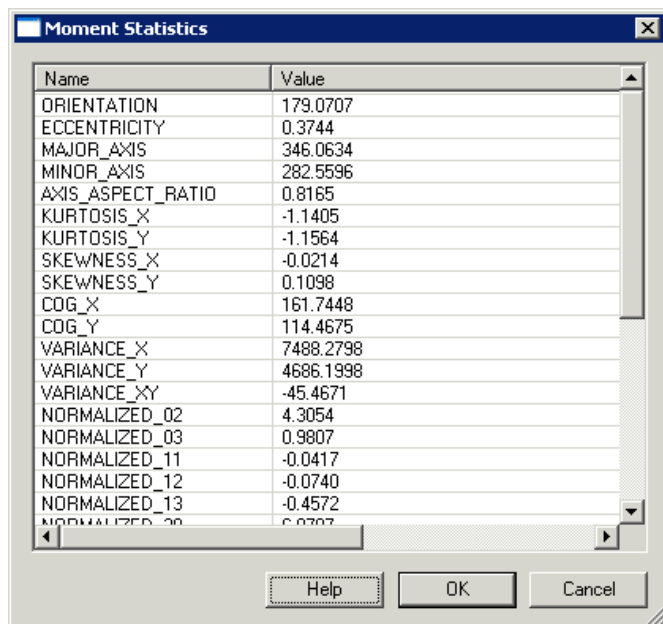 Moment Statistics
Name Value
ORIENTATION 179.0707
ECCENTRICITY 0.3744
MAJOR_AXIS 346.0634
MINOR_AXIS 282.5596
AXIS_ASPECT_RATIO 0.8165
KURTOSIS_X -1.1405
KURTOSIS_Y -1.1564
SKEWNESS_X -0.0214
SKEWNESS_Y 0.1098
COG_X 161.7448
COG_Y 114.4675
VARIANCE_X 7488.2798
VARIANCE_Y 4686.1998
VARIANCE_XY -45.4671
NORMALIZED_02 4.3054
NORMALIZED_03 0.9807
NORMALIZED_11 -0.0417
NORMALIZED_12 -0.0740
NORMALIZED_13 -0.4572
Help OK Cancel